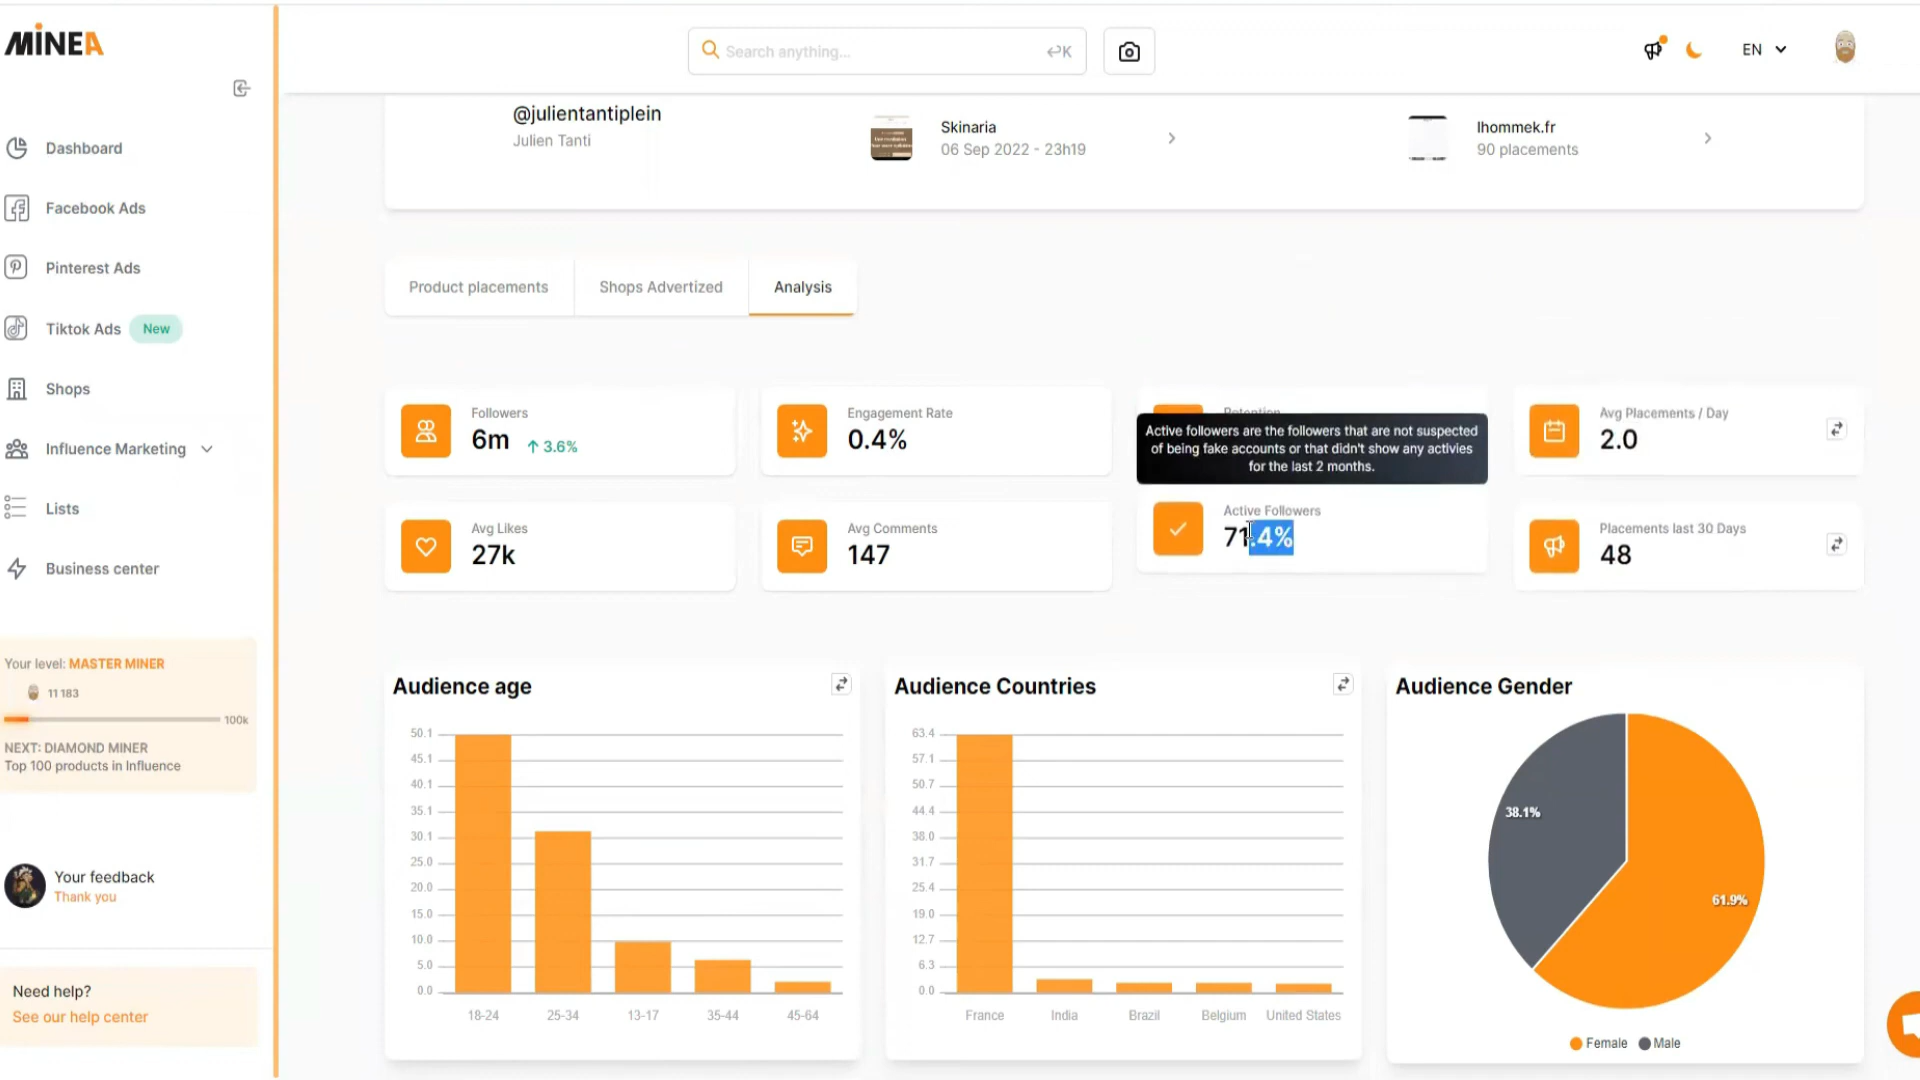 MINEA
Search anything...
K
EN
Dashboard
Facebook Ads
Pinterest Ads
Tiktok Ads New
Shops
Influence Marketing
Lists
Business center
Your level: MASTER MINER
11 183
100k
NEXT: DIAMOND MINER
Top 100 products in Influence
Your feedback
Thank you
Need help?
See our help center
@julientantiplein
Julien Tanti
Skinaria
06 Sep 2022 - 23h19
lhommek.fr
90 placements
Product placements
Shops Advertized
Analysis
Followers
6m 3.6%
Engagement Rate
0.4%
Retention
Active followers are the followers that are not suspected
of being fake accounts or that didn't show any activies
for the last 2 months.
Avg Placements / Day
2.0
Avg Likes
27k
Avg Comments
147
Active Followers
71.4%
Placements last 30 Days
48
Audience age
50.1
45.1
40.1
35.1
30.1
25.0
20.0
15.0
10.0
5.0
0.0
18-24 25-34 13-17 35-44 45-64
Audience Countries
63.4
57.1
50.7
44.4
38.0
31.7
25.4
19.0
12.7
6.3
0.0
France India Brazil Belgium United States
Audience Gender
38.1%
61.9%
Female Male